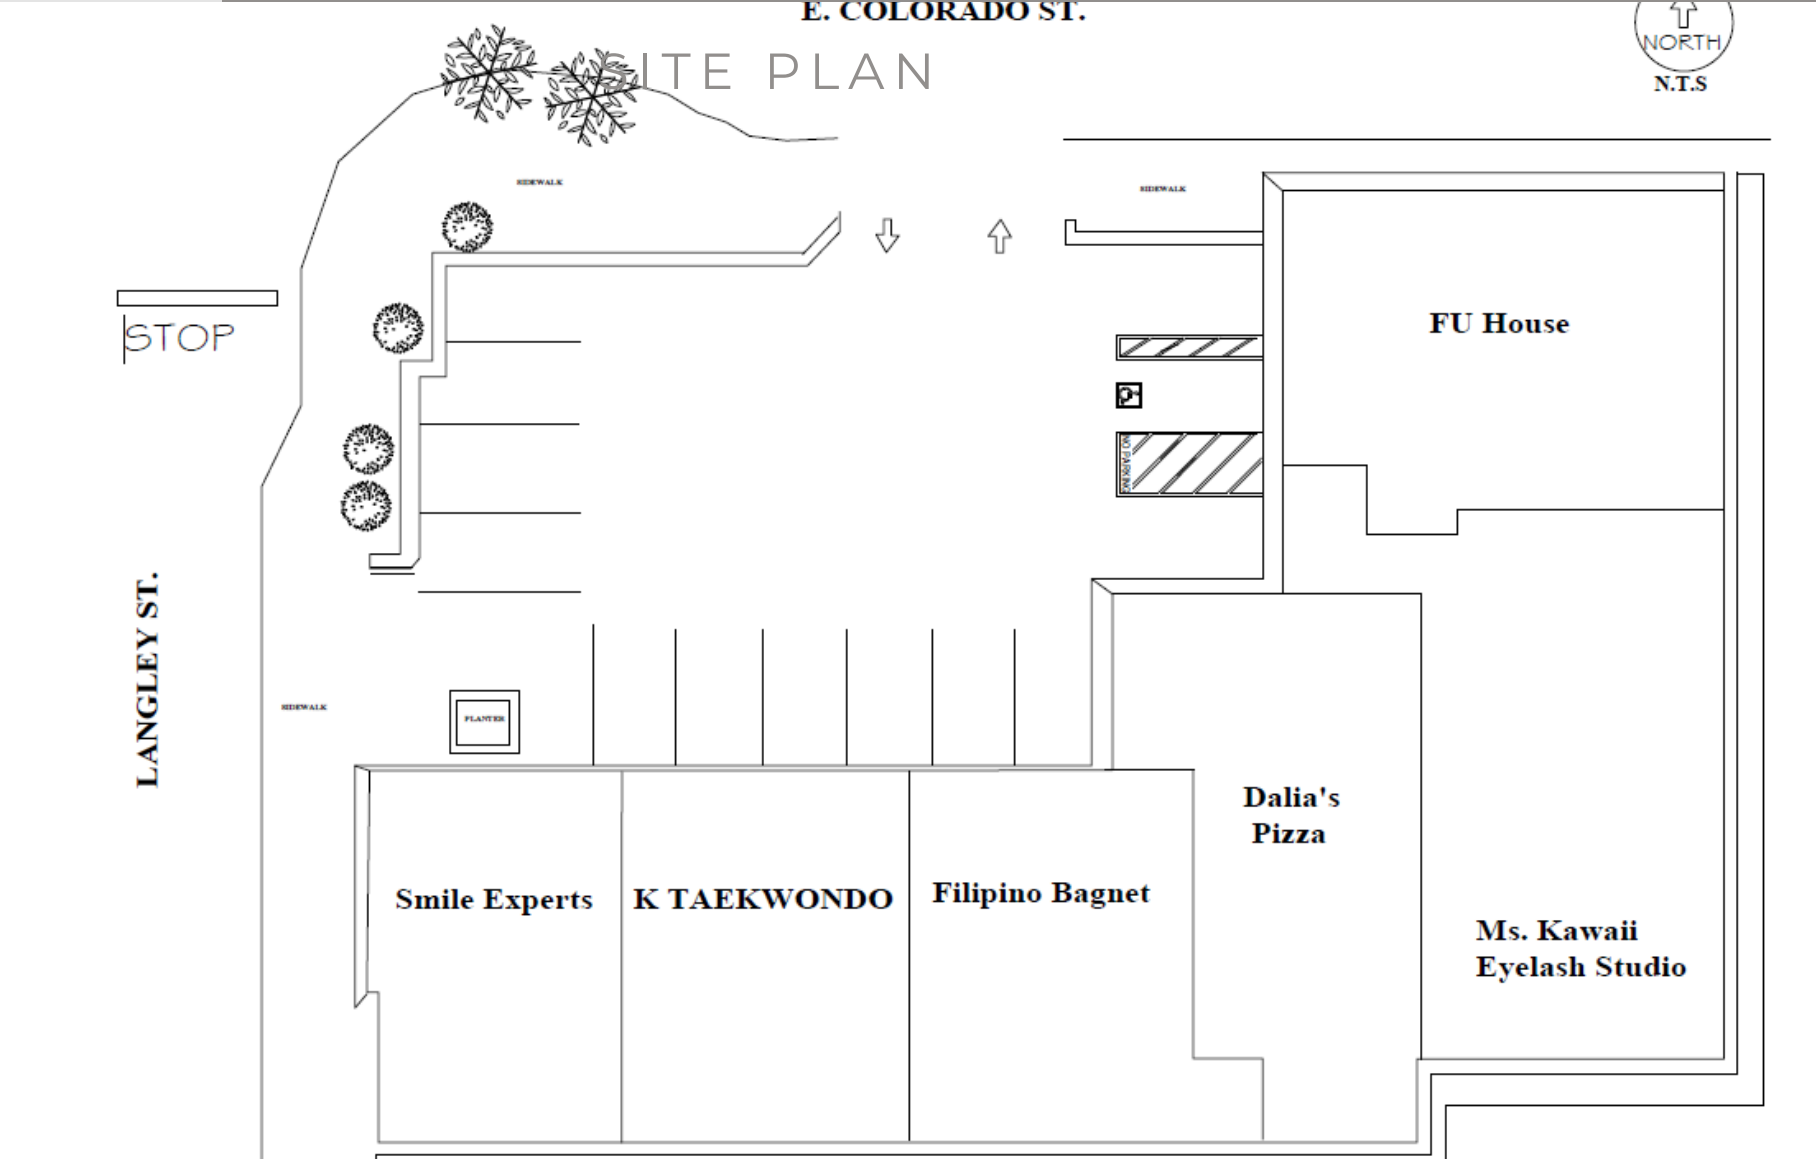 E. COLORADO ST.
SITE PLAN
NORTH
N.T.S
SIDEWALK
SIDEWALK
STOP
FU House
NO PARKING
LANGLEY ST.
SIDEWALK
PLANTER
Dalia's
Pizza
Smile Experts
K TAEKWONDO
Filipino Bagnet
Ms. Kawaii
Eyelash Studio